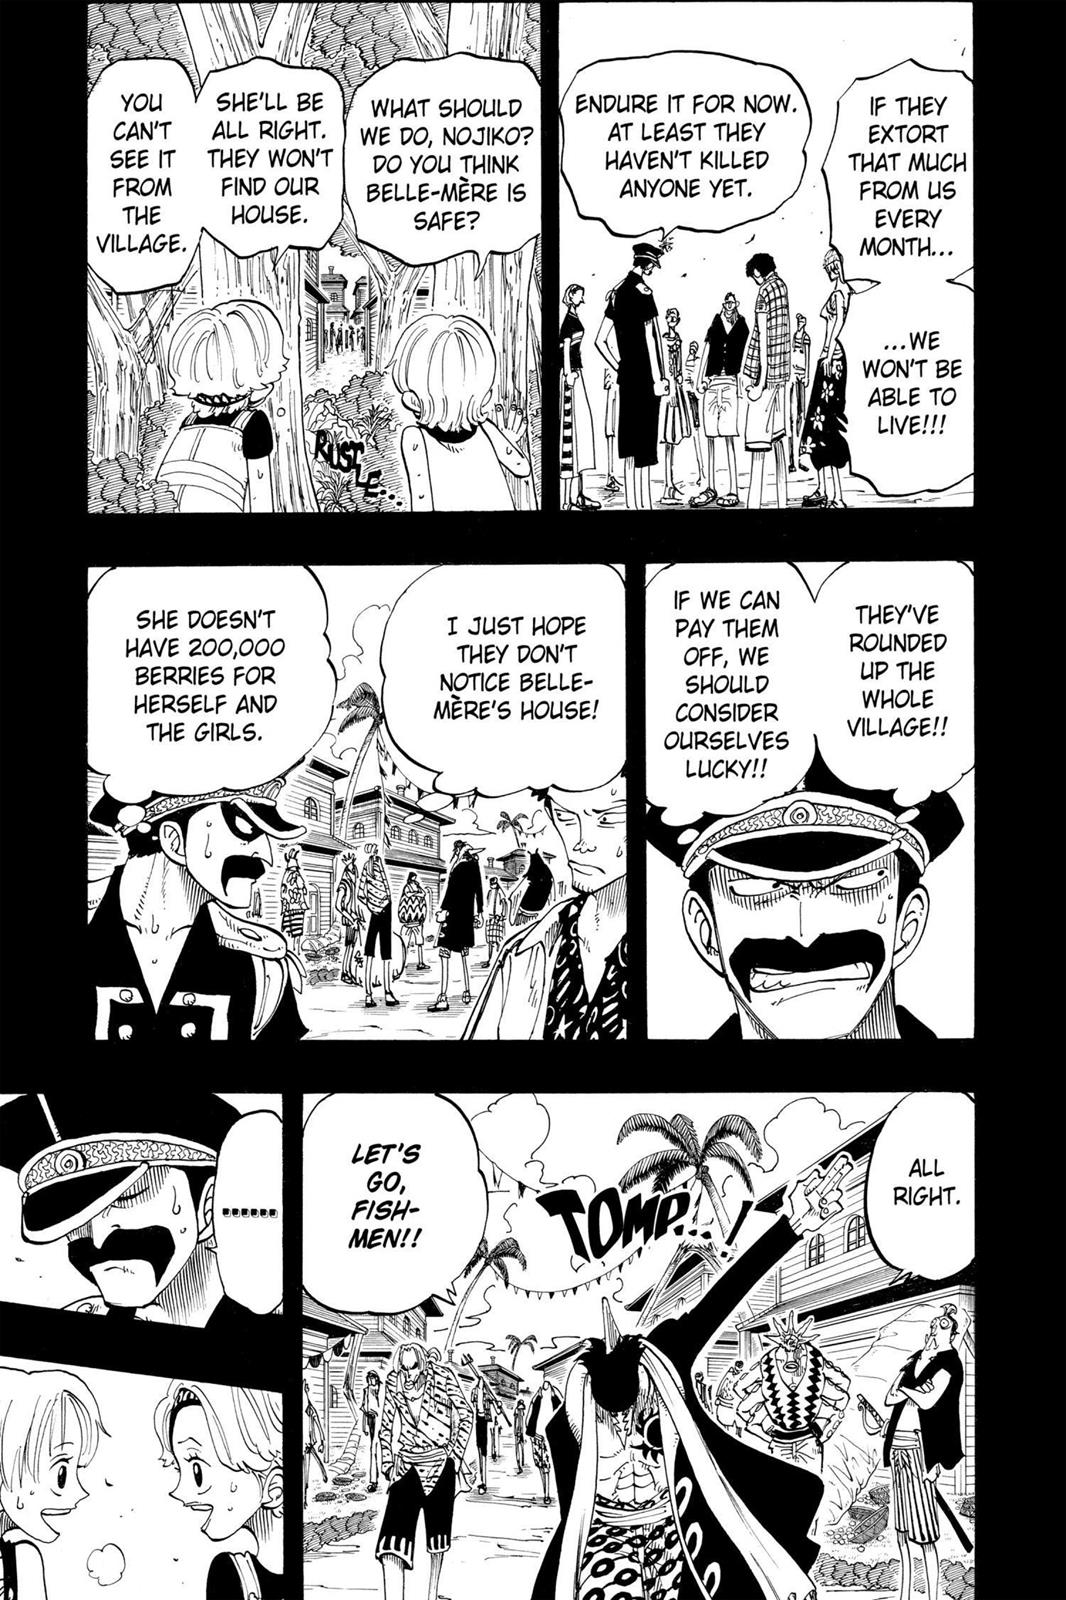 IF THEY
EXTORT
THAT MUCH
FROM US
EVERY
MONTH...
...WE
WON'T BE
ABLE TO
LIVE!!!
ENDURE IT FOR NOW.
AT LEAST THEY
HAVEN'T KILLED
ANYONE YET.
WHAT SHOULD
WE DO, NOJIKO?
DO YOU THINK
BELLE-MÈRE IS
SAFE?
SHE'LL BE
ALL RIGHT.
THEY WON'T
FIND OUR
HOUSE.
YOU
CAN'T
SEE IT
FROM
THE
VILLAGE.
RUSTLE...
THEY'VE
ROUNDED
UP THE
WHOLE
VILLAGE!!
IF WE CAN
PAY THEM
OFF, WE
SHOULD
CONSIDER
OURSELVES
LUCKY!!
I JUST HOPE
THEY DON'T
NOTICE BELLE-
MÈRE'S HOUSE!
SHE DOESN'T
HAVE 200,000
BERRIES FOR
HERSELF AND
THE GIRLS.
ALL
RIGHT.
TOMP...!
LET'S
GO,
FISH-
MEN!!
.......